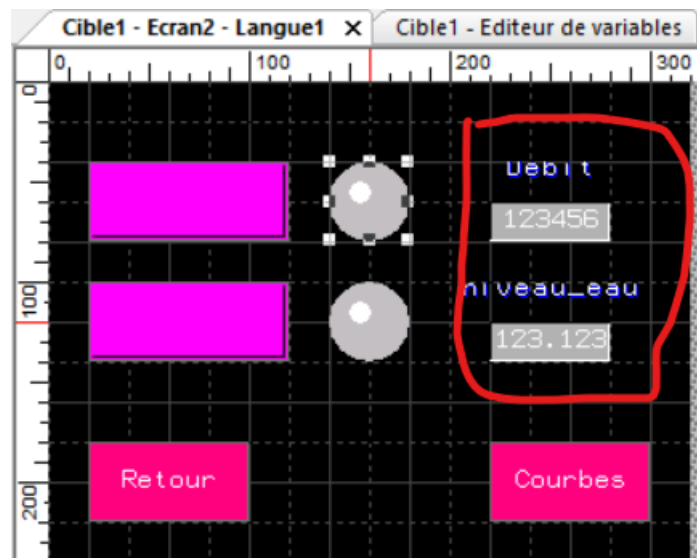 Cible1 - Ecran2 - Langue1 X Cible1 - Editeur de variables
0 100 200 300
0
Débit
123456
100
niveau_eau
123.123
Retour Courbes
200